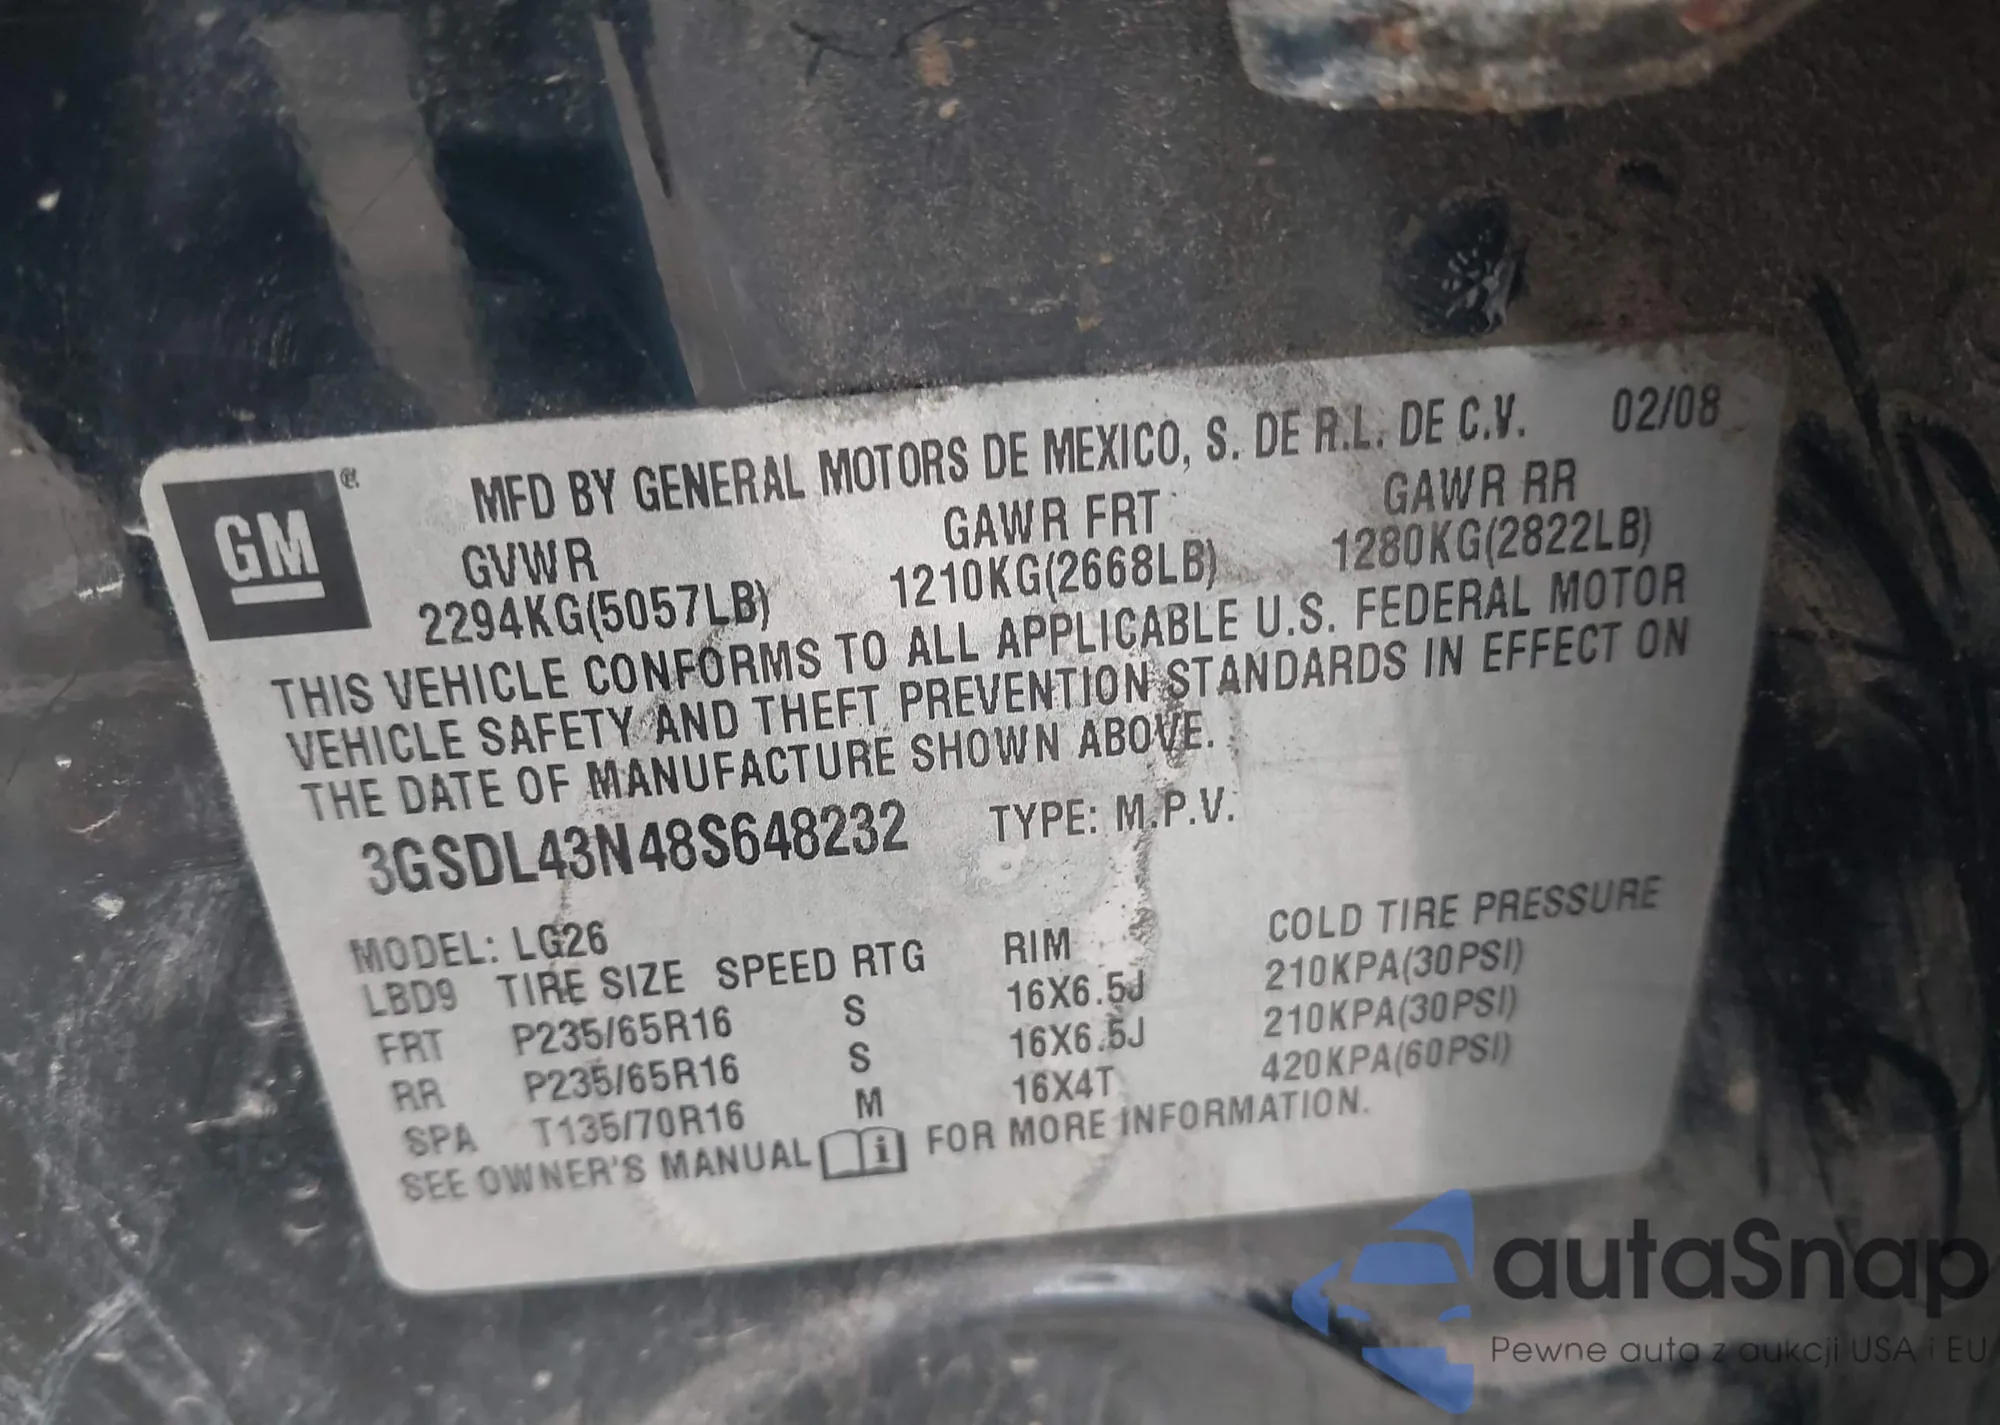 GM ®
MFD BY GENERAL MOTORS DE MEXICO, S. DE R.L. DE C.V. 02/08
GVWR GAWR FRT GAWR RR
2294KG(5057LB) 1210KG(2668LB) 1280KG(2822LB)
THIS VEHICLE CONFORMS TO ALL APPLICABLE U.S. FEDERAL MOTOR
VEHICLE SAFETY AND THEFT PREVENTION STANDARDS IN EFFECT ON
THE DATE OF MANUFACTURE SHOWN ABOVE.
3GSDL43N48S648232 TYPE: M.P.V.
MODEL: LG26
LBD9 TIRE SIZE SPEED RTG RIM COLD TIRE PRESSURE
FRT P235/65R16 S 16X6.5J 210KPA(30PSI)
RR P235/65R16 S 16X6.5J 210KPA(30PSI)
SPA T135/70R16 M 16X4T 420KPA(60PSI)
SEE OWNER'S MANUAL i FOR MORE INFORMATION.
autaSnap
Pewne auta z aukcji USA i EU